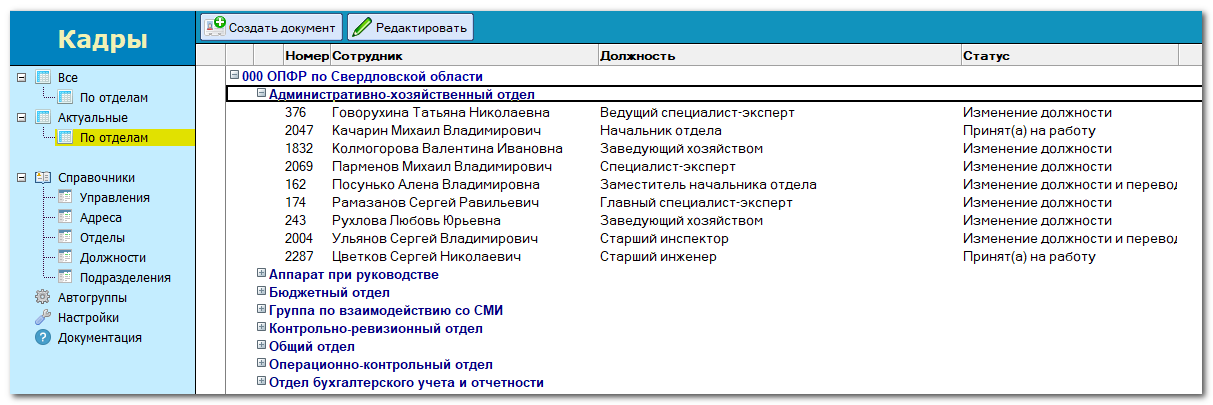 Кадры
Все
По отделам
Актуальные
По отделам
Справочники
Управления
Адреса
Отделы
Должности
Подразделения
Автогруппы
Настройки
Документация
Создать документ Редактировать
Номер Сотрудник Должность Статус
000 ОПФР по Свердловской области
Административно-хозяйственный отдел
376 Говорухина Татьяна Николаевна Ведущий специалист-эксперт Изменение должности
2047 Качарин Михаил Владимирович Начальник отдела Принят(а) на работу
1832 Колмогорова Валентина Ивановна Заведующий хозяйством Изменение должности
2069 Парменов Михаил Владимирович Специалист-эксперт Изменение должности
162 Посунько Алена Владимировна Заместитель начальника отдела Изменение должности и перевод
174 Рамазанов Сергей Равильевич Главный специалист-эксперт Изменение должности
243 Рухлова Любовь Юрьевна Заведующий хозяйством Изменение должности
2004 Ульянов Сергей Владимирович Старший инспектор Изменение должности и перевод
2287 Цветков Сергей Николаевич Старший инженер Принят(а) на работу
Аппарат при руководстве
Бюджетный отдел
Группа по взаимодействию со СМИ
Контрольно-ревизионный отдел
Общий отдел
Операционно-контрольный отдел
Отдел бухгалтерского учета и отчетности